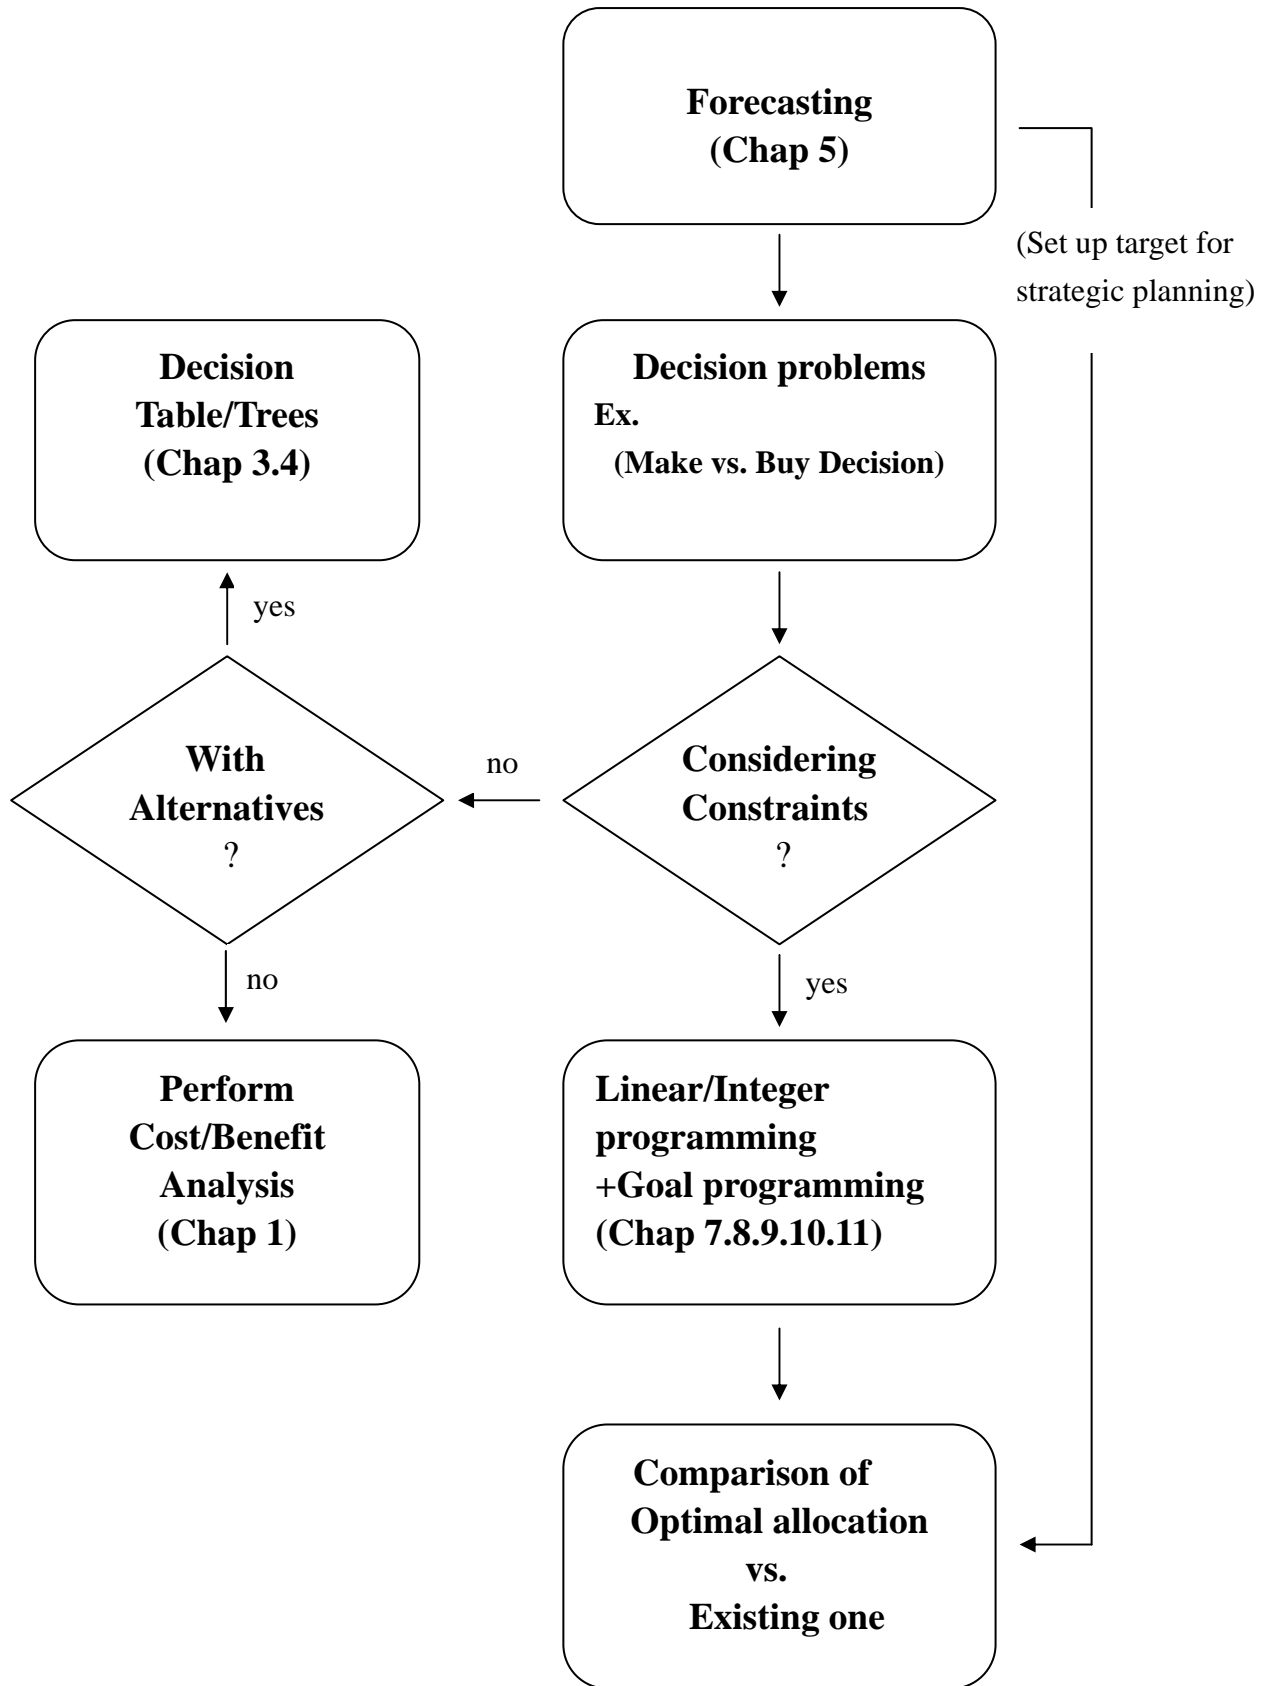 Forecasting
(Chap 5)
(Set up target for
strategic planning)
Decision
Table/Trees
(Chap 3.4)
Decision problems
Ex.
(Make vs. Buy Decision)
yes
With
Alternatives
?
no
Considering
Constraints
?
no
yes
Perform
Cost/Benefit
Analysis
(Chap 1)
Linear/Integer
programming
+Goal programming
(Chap 7.8.9.10.11)
Comparison of
Optimal allocation
vs.
Existing one